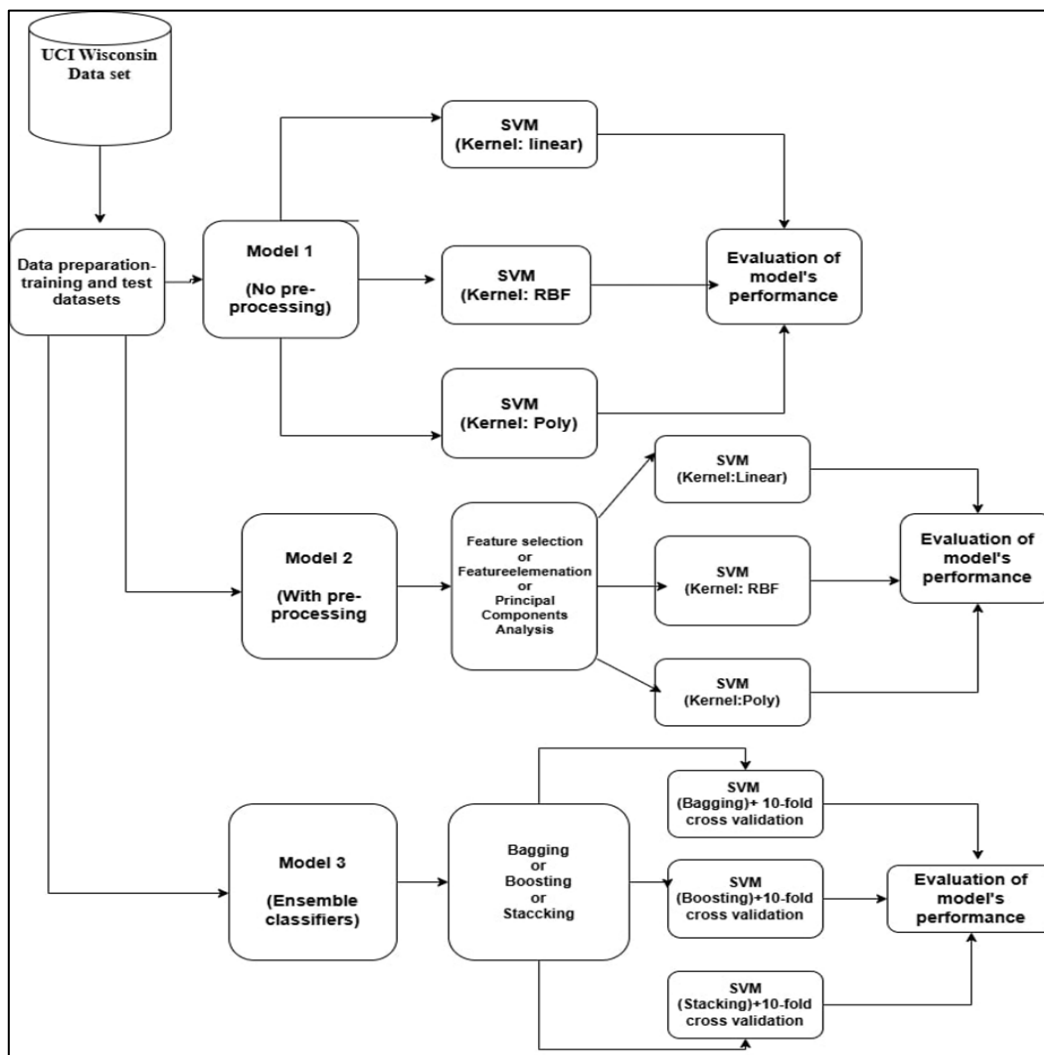 UCI Wisconsin
Data set
SVM
(Kernel: linear)
Data preparation-
training and test
datasets
Model 1
(No pre-
processing)
SVM
(Kernel: RBF
Evaluation of
model's
performance
SVM
(Kernel: Poly)
SVM
(Kernel:Linear)
Model 2
(With pre-
processing
Feature selection
or
Featureelemenation
or
Principal
Components
Analysis
SVM
(Kernel: RBF
Evaluation of
model's
performance
SVM
(Kernel:Poly)
SVM
(Bagging)+ 10-fold
cross validation
Model 3
(Ensemble
classifiers)
Bagging
or
Boosting
or
Staccking
SVM
(Boosting)+10-fold
cross validation
Evaluation of
model's
performance
SVM
(Stacking)+10-fold
cross validation